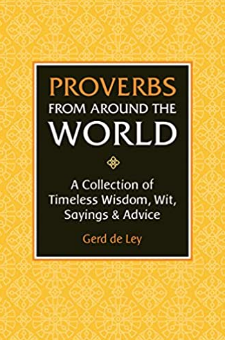 PROVERBS
FROM AROUND THE
WORLD
A Collection of
Timeless Wisdom, Wit,
Sayings & Advice
Gerd de Ley